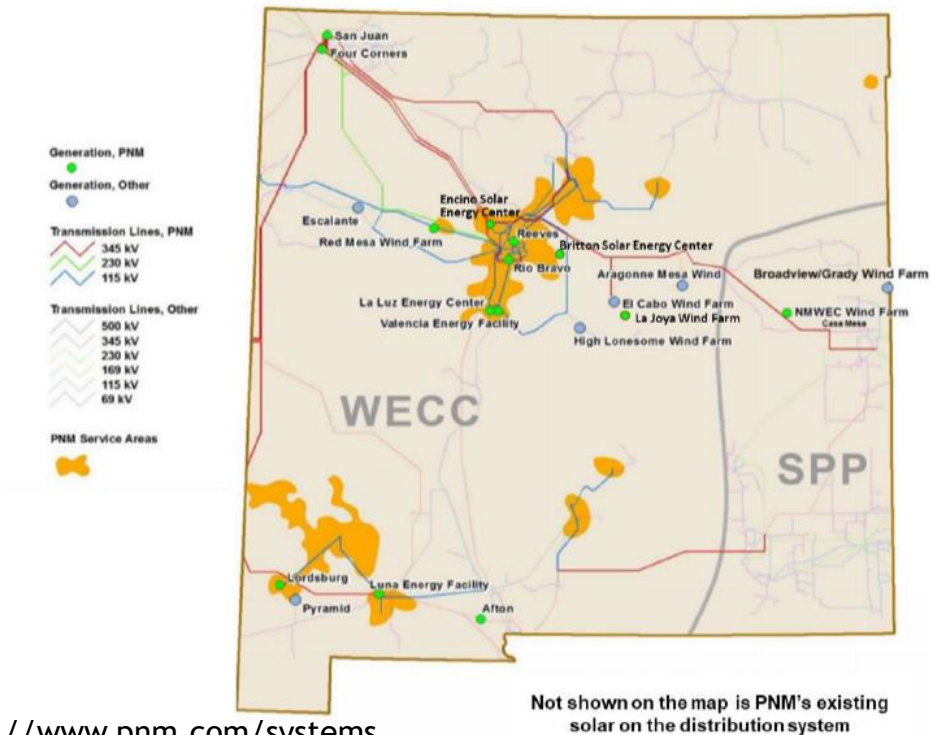 San Juan
Four Corners
Generation, PNM
Generation, Other
Transmission Lines, PNM
345 kV
230 kV
115 kV
Transmission Lines, Other
500 kV
345 kV
230 kV
169 kV
115 kV
69 kV
PNM Service Areas
Encino Solar
Energy Center
Escalante
Reeves
Red Mesa Wind Farm
Britton Solar Energy Center
Rio Bravo
Aragonne Mesa Wind
Broadview/Grady Wind Farm
La Luz Energy Center
El Cabo Wind Farm
NMWEC Wind Farm
La Joya Wind Farm
Casa Mesa
Valencia Energy Facility
High Lonesome Wind Farm
WECC
SPP
Lordsburg
Luna Energy Facility
Pyramid
Afton
Not shown on the map is PNM's existing
solar on the distribution system
//www.pnm.com/systems